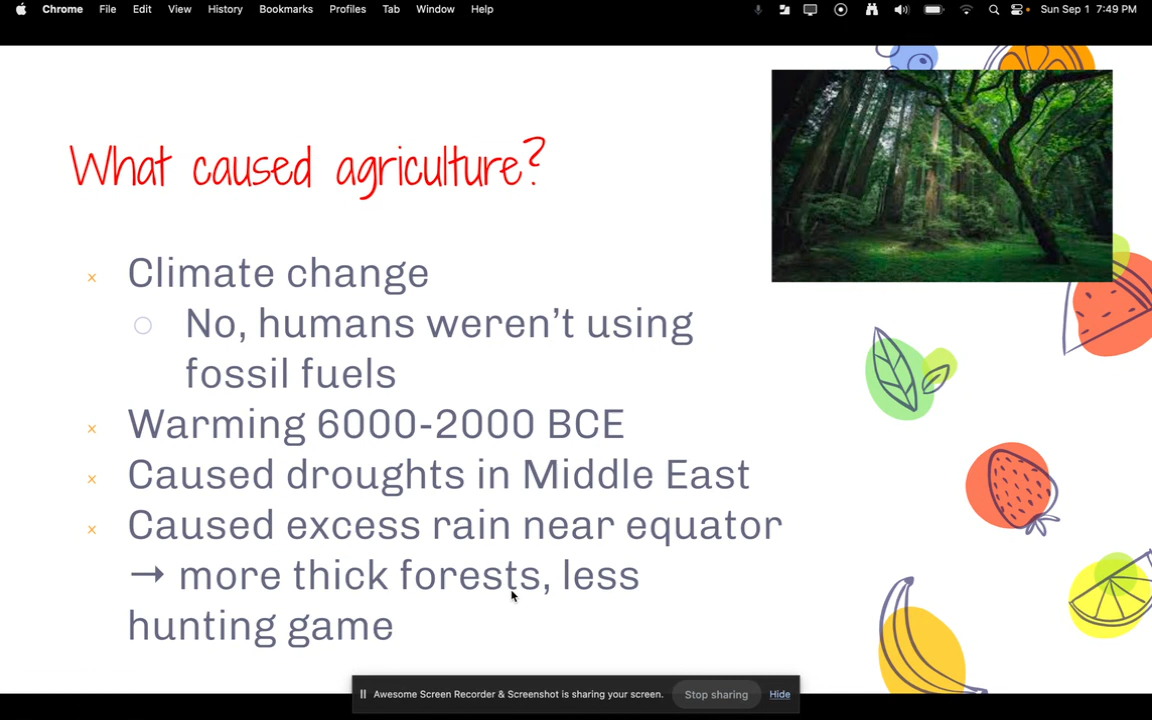 Chrome File Edit View History Bookmarks Profiles Tab Window Help Sun Sep 1 7:49 PM
What caused agriculture?
× Climate change
○ No, humans weren’t using
fossil fuels
× Warming 6000-2000 BCE
× Caused droughts in Middle East
× Caused excess rain near equator
→ more thick forests, less
hunting game
Awesome Screen Recorder & Screenshot is sharing your screen. Stop sharing Hide